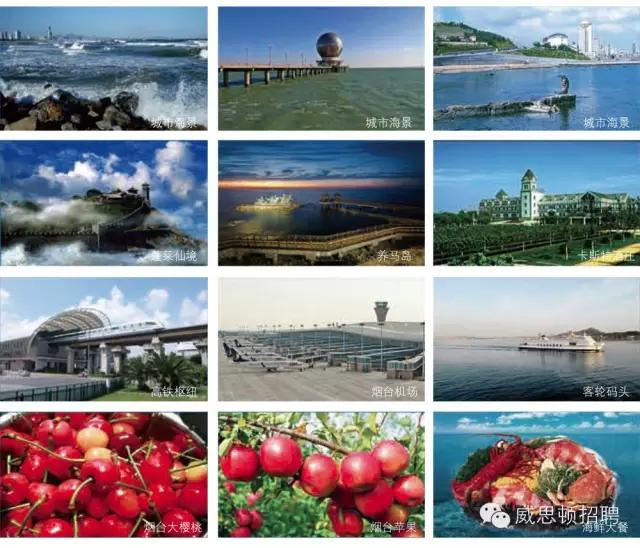 城市海景
城市海景
城市海景
蓬莱仙境
养马岛
卡斯特酒庄
高铁枢纽
烟台机场
客轮码头
烟台大樱桃
烟台苹果
海鲜大餐
威思顿招聘